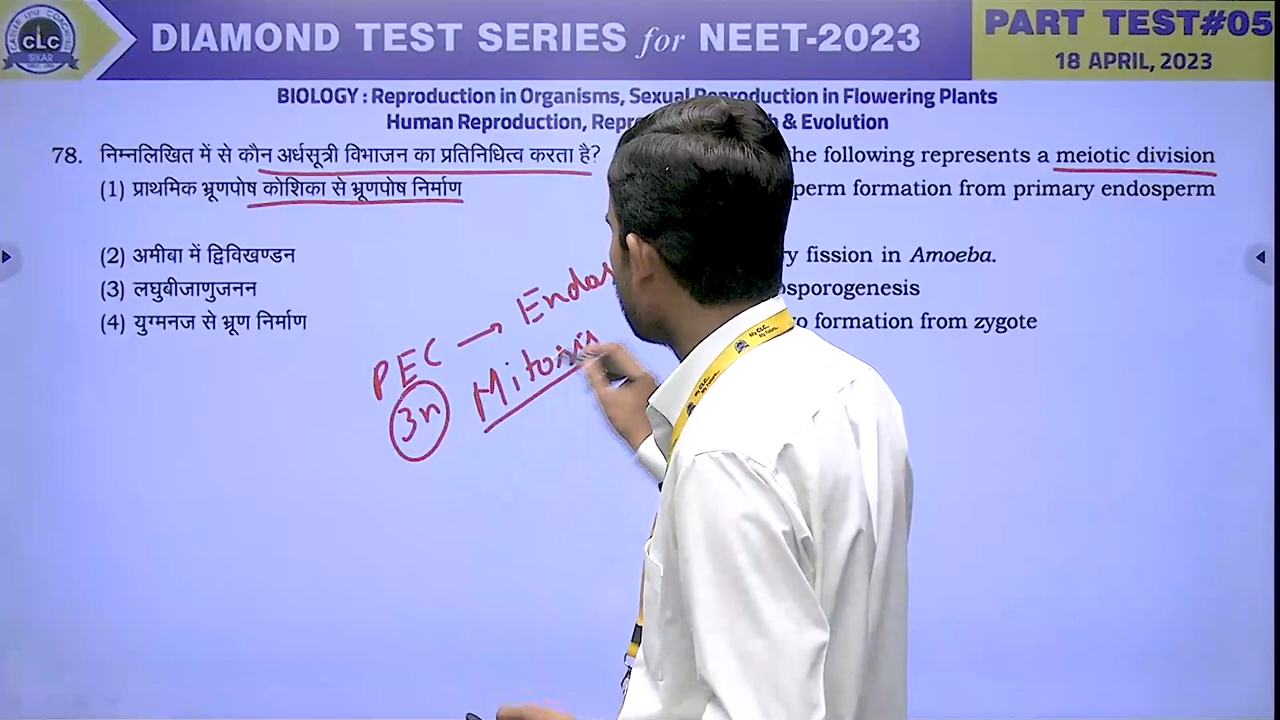 CLC
SIKAR
DIAMOND TEST SERIES for NEET-2023
PART TEST#05
18 APRIL, 2023
BIOLOGY : Reproduction in Organisms, Sexual Reproduction in Flowering Plants
Human Reproduction, & Evolution
78. निम्नलिखित में से कौन अर्धसूत्री विभाजन का प्रतिनिधित्व करता है?
the following represents a meiotic division
(1) प्राथमिक भ्रूणपोष कोशिका से भ्रूणपोष निर्माण
formation from primary endosperm
(2) अमीबा में द्विविखण्डन
fission in Amoeba.
(3) लघुबीजाणुजनन
(4) युग्मनज से भ्रूण निर्माण
formation from zygote
PEC →
3n
Mitosis